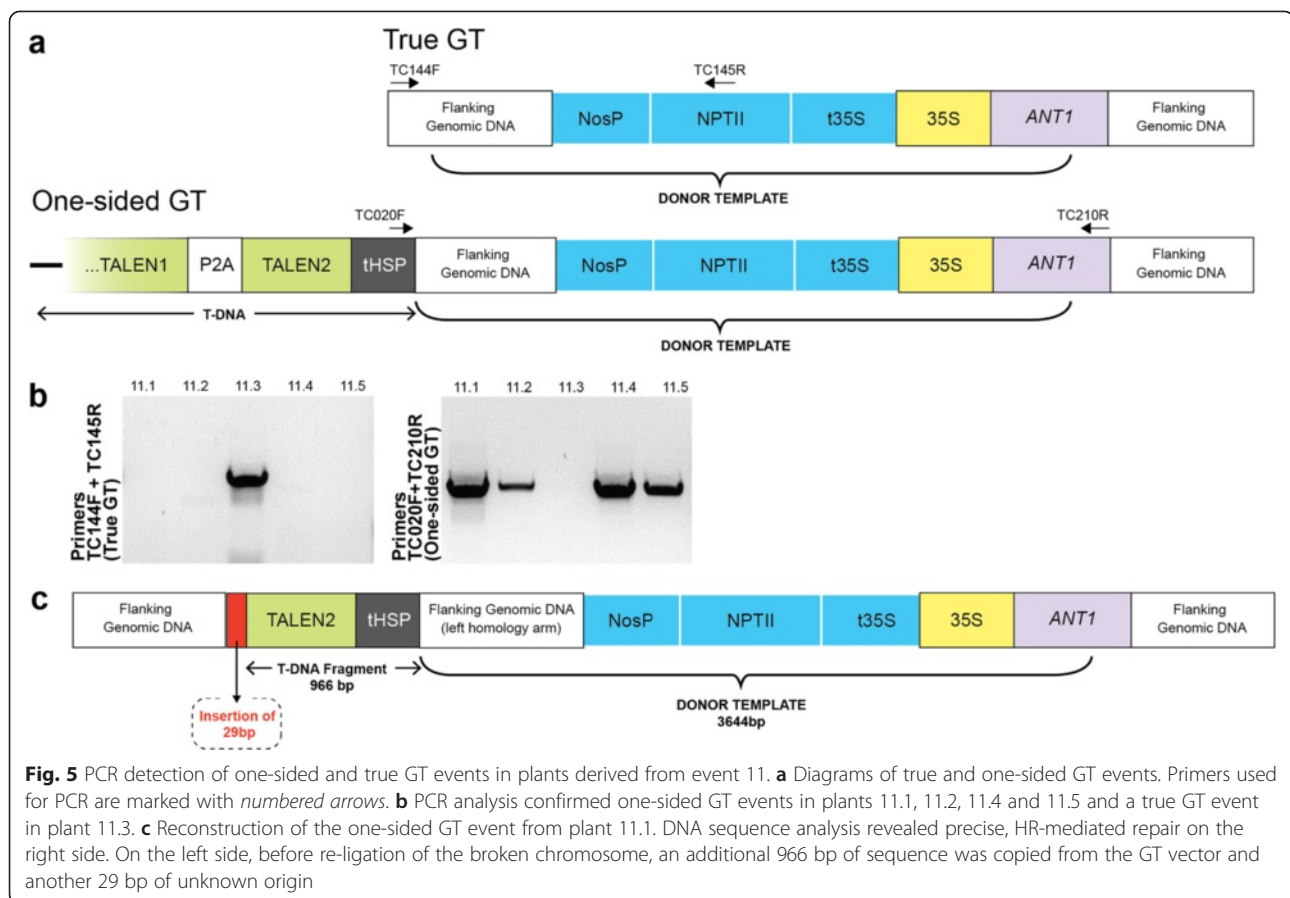 a
True GT
TC144F
TC145R
Flanking
Genomic DNA
NosP
NPTII
t35S
35S
ANT1
Flanking
Genomic DNA
DONOR TEMPLATE
One-sided GT
TC020F
TC210R
...TALEN1
P2A
TALEN2
tHSP
Flanking
Genomic DNA
NosP
NPTII
t35S
35S
ANT1
Flanking
Genomic DNA
T-DNA
DONOR TEMPLATE
b
11.1 11.2 11.3 11.4 11.5
Primers
TC144F + TC145R
(True GT)
11.1 11.2 11.3 11.4 11.5
Primers
TC020F+TC210R
(One-sided GT)
c
Flanking
Genomic DNA
TALEN2
tHSP
Flanking Genomic DNA
(left homology arm)
NosP
NPTII
t35S
35S
ANT1
Flanking
Genomic DNA
T-DNA Fragment
966 bp
Insertion of
29bp
DONOR TEMPLATE
3644bp
Fig. 5 PCR detection of one-sided and true GT events in plants derived from event 11. a Diagrams of true and one-sided GT events. Primers used
for PCR are marked with numbered arrows. b PCR analysis confirmed one-sided GT events in plants 11.1, 11.2, 11.4 and 11.5 and a true GT event
in plant 11.3. c Reconstruction of the one-sided GT event from plant 11.1. DNA sequence analysis revealed precise, HR-mediated repair on the
right side. On the left side, before re-ligation of the broken chromosome, an additional 966 bp of sequence was copied from the GT vector and
another 29 bp of unknown origin